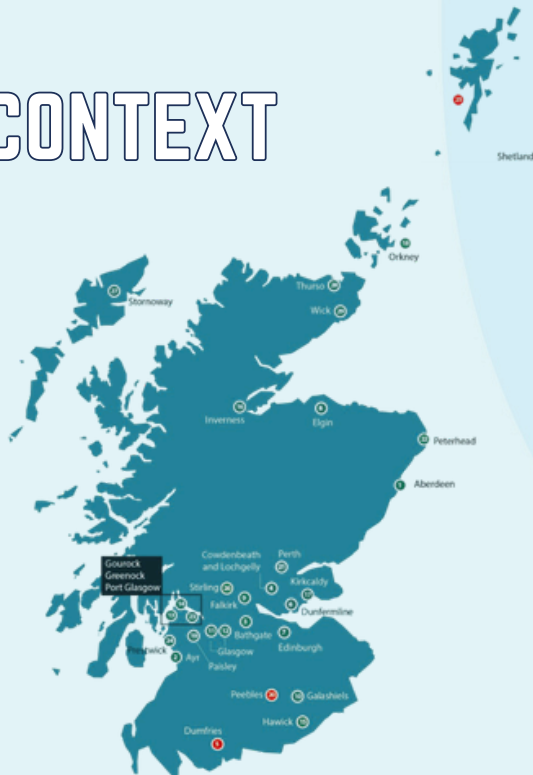 CONTEXT
Shetland
Orkney
Thurso
Stornoway
Wick
Inverness
Elgin
Peterhead
Aberdeen
Cowdenbeath
and Lochgelly
Perth
Gourock
Greenock
Port Glasgow
Stirling
Kirkcaldy
Falkirk
Dunfermline
Bathgate
Edinburgh
Glasgow
Prestwick
Ayr
Paisley
Peebles
Galashiels
Hawick
Dumfries